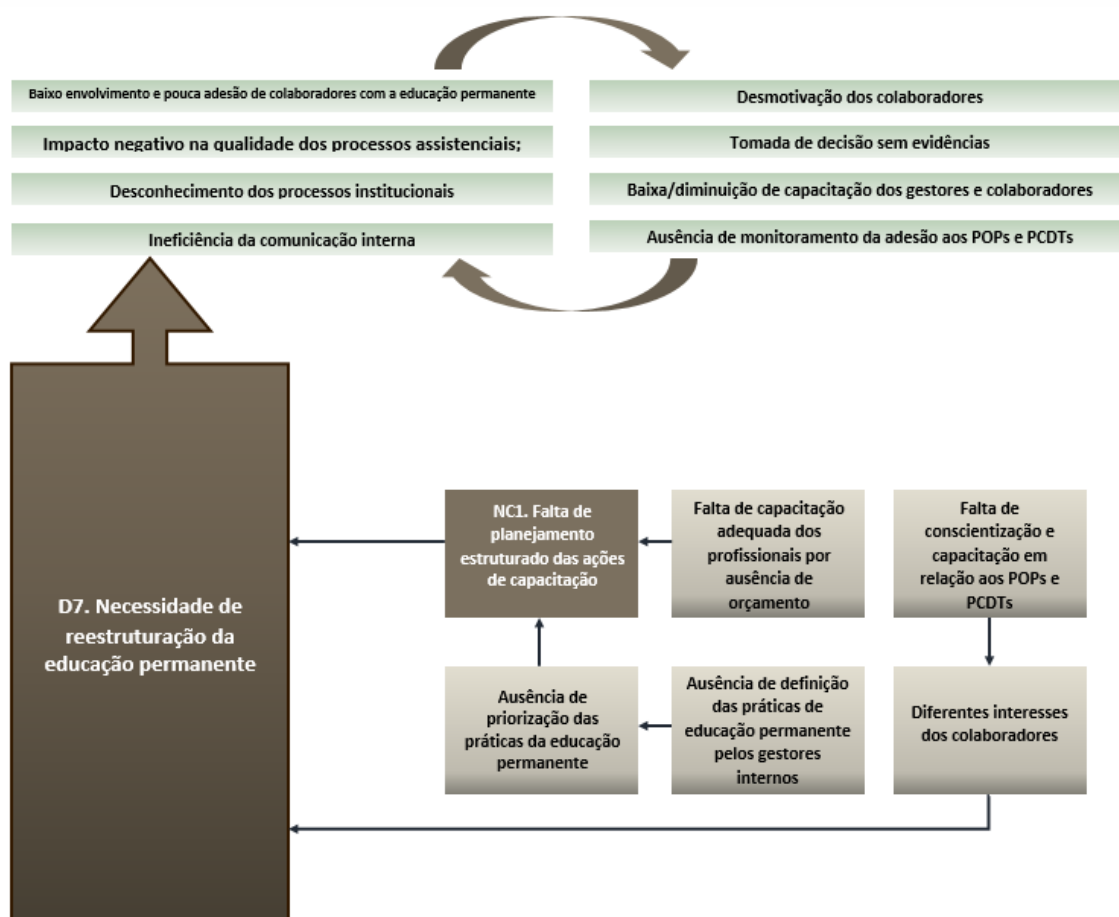 Baixo envolvimento e pouca adesão de colaboradores com a educação permanente
Impacto negativo na qualidade dos processos assistenciais;
Desconhecimento dos processos institucionais
Ineficiência da comunicação interna
Desmotivação dos colaboradores
Tomada de decisão sem evidências
Baixa/diminuição de capacitação dos gestores e colaboradores
Ausência de monitoramento da adesão aos POPs e PCDTs
D7. Necessidade de
reestruturação da
educação permanente
NC1. Falta de
planejamento
estruturado das ações
de capacitação
Falta de capacitação
adequada dos
profissionais por
ausência de
orçamento
Falta de
conscientização e
capacitação em
relação aos POPs e
PCDTs
Ausência de
priorização das
práticas da educação
permanente
Ausência de definição
das práticas de
educação permanente
pelos gestores
internos
Diferentes interesses
dos colaboradores